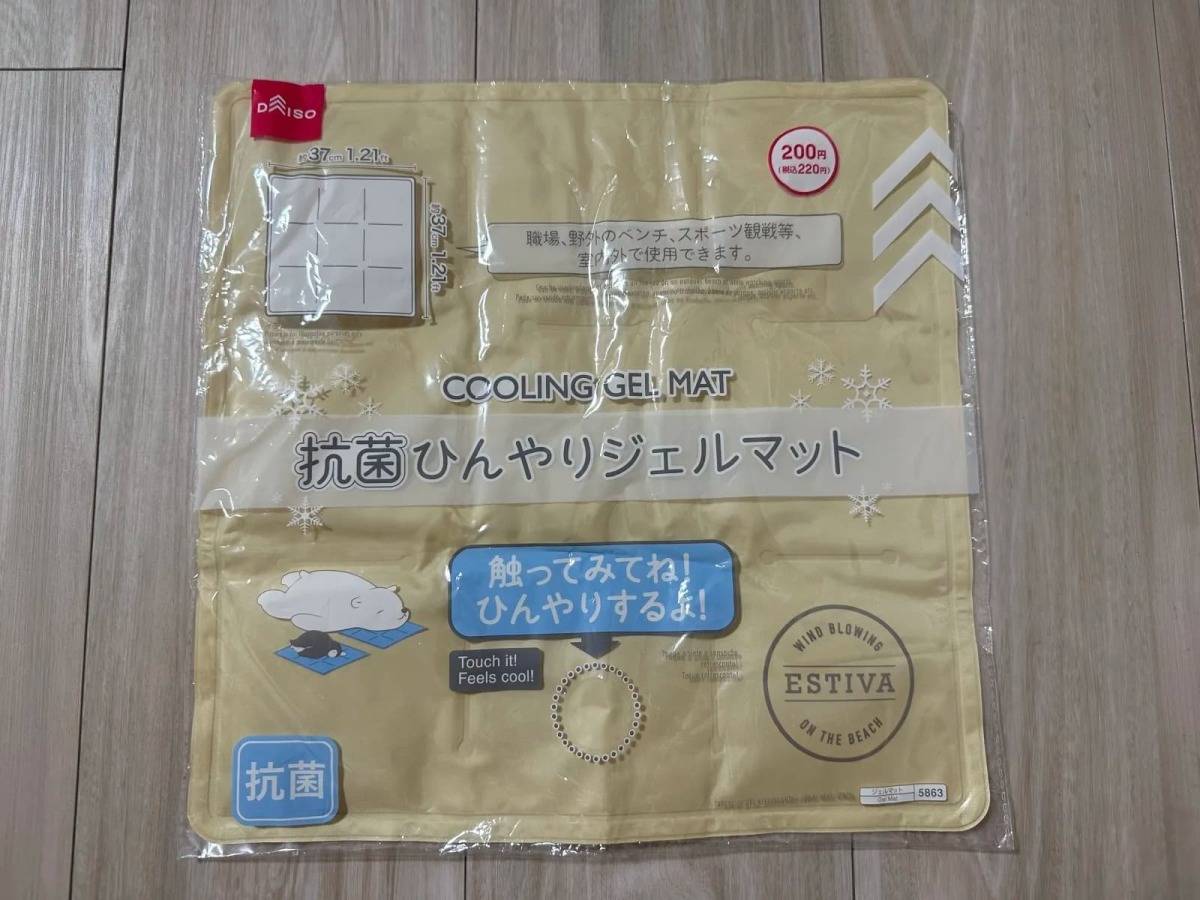 DAISO
約37cm 1.21ft
約37cm 1.21ft
200円
(税込220円)
職場、野外のベンチ、スポーツ観戦等、
室内外で使用できます。
COOLING GEL MAT
抗菌ひんやりジェルマット
触ってみてね!
ひんやりするよ!
Touch it!
Feels cool!
WIND BLOWING
ESTIVA
ON THE BEACH
抗菌
ジェルマット
Gel Mat
5863